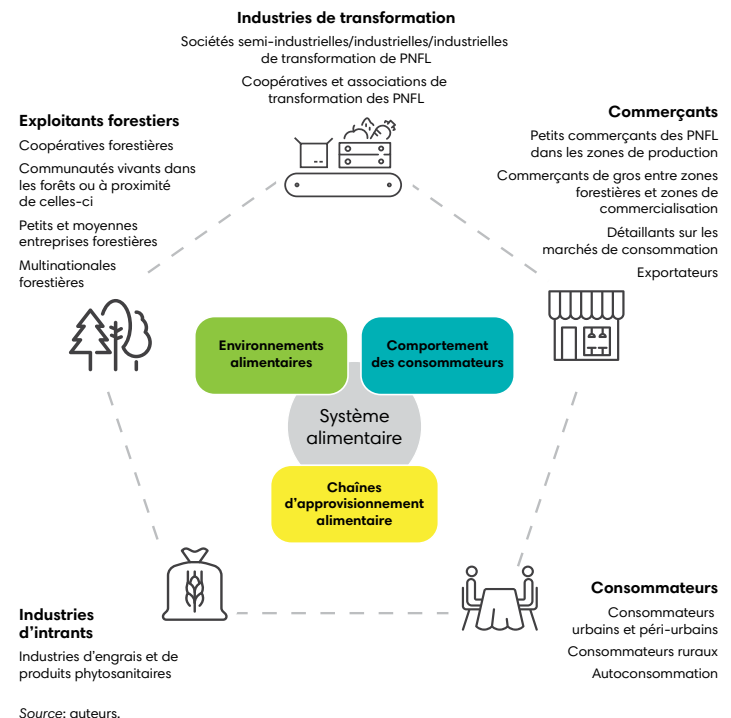 Industries de transformation
Sociétés semi-industrielles/industrielles/industrielles
de transformation de PNFL
Coopératives et associations de
transformation des PNFL
Exploitants forestiers
Coopératives forestières
Communautés vivants dans
les forêts ou à proximité
de celles-ci
Petits et moyennes
entreprises forestières
Multinationales
forestières
Commerçants
Petits commerçants des PNFL
dans les zones de production
Commerçants de gros entre zones
forestières et zones de
commercialisation
Détaillants sur les
marchés de consommation
Exportateurs
Environnements
alimentaires
Comportement
des consommateurs
Système
alimentaire
Chaînes
d'approvisionnement
alimentaire
Industries
d'intrants
Industries d'engrais et de
produits phytosanitaires
Consommateurs
Consommateurs
urbains et péri-urbains
Consommateurs ruraux
Autoconsommation
Source: auteurs.